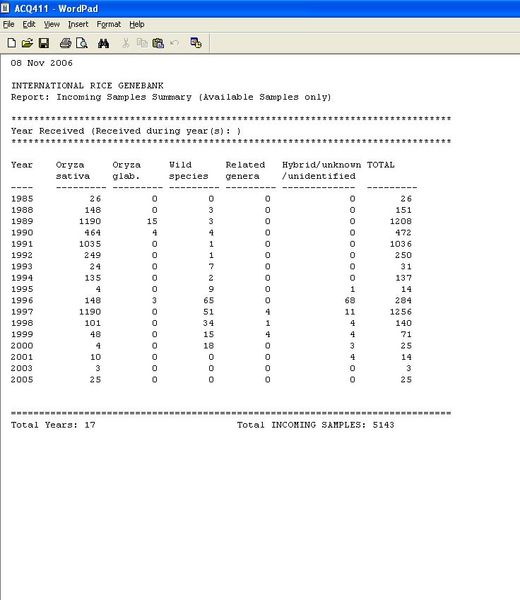 ACQ411 - WordPad
File Edit View Insert Format Help
08 Nov 2006
INTERNATIONAL RICE GENEBANK
Report: Incoming Samples Summary (Available Samples only)
******************************************************************************
Year Received (Received during year(s): )
******************************************************************************
Year Oryza Oryza Wild Related Hybrid/unknown TOTAL
sativa glab. species genera /unidentified
---- --------- --------- --------- --------- ------------- ---------
1985 26 0 0 0 0 26
1988 148 0 3 0 0 151
1989 1190 15 3 0 0 1208
1990 464 4 4 0 0 472
1991 1035 0 1 0 0 1036
1992 249 0 1 0 0 250
1993 24 0 7 0 0 31
1994 135 0 2 0 0 137
1995 4 0 9 0 1 14
1996 148 3 65 0 68 284
1997 1190 0 51 4 11 1256
1998 101 0 34 1 4 140
1999 48 0 15 4 4 71
2000 4 0 18 0 3 25
2001 10 0 0 0 4 14
2003 3 0 0 0 0 3
2005 25 0 0 0 0 25
==============================================================================
Total Years: 17 Total INCOMING SAMPLES: 5143